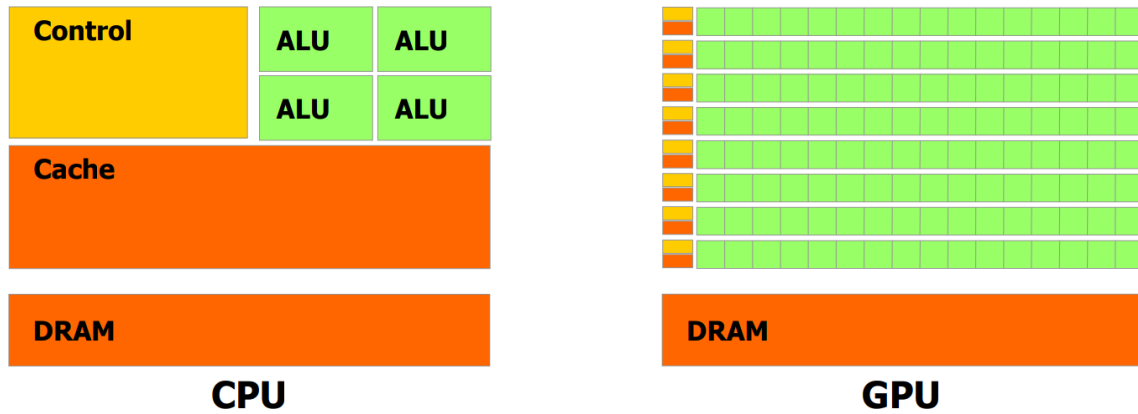 Control
ALU ALU
ALU ALU
Cache
DRAM
CPU
DRAM
GPU